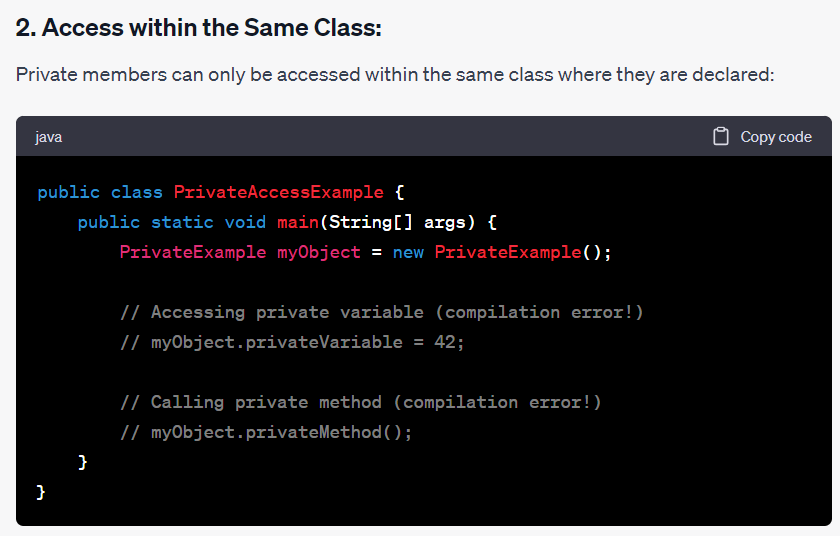 2. Access within the Same Class:
Private members can only be accessed within the same class where they are declared:
java
Copy code
public class PrivateAccessExample {
    public static void main(String[] args) {
        PrivateExample myObject = new PrivateExample();

        // Accessing private variable (compilation error!)
        // myObject.privateVariable = 42;

        // Calling private method (compilation error!)
        // myObject.privateMethod();
    }
}